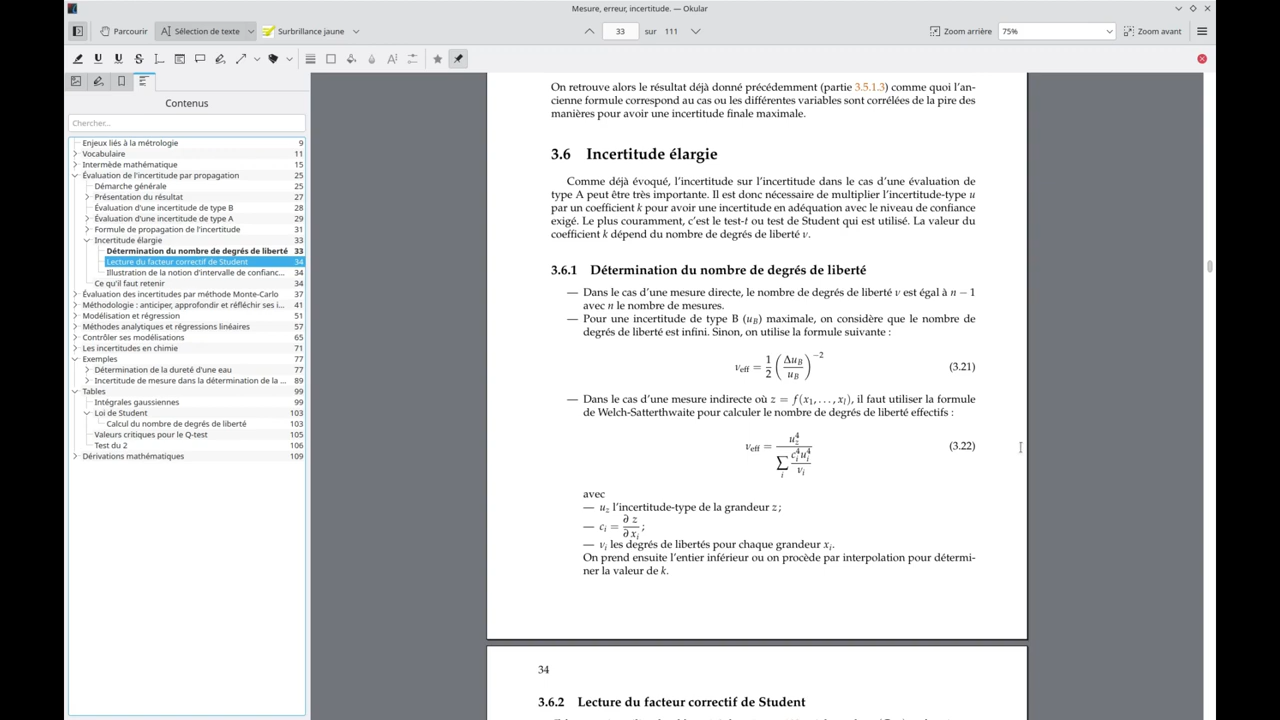 Mesure, erreur, incertitude. — Okular
Parcourir
Sélection de texte
Surbrillance jaune
33 sur 111
Zoom arrière
75%
Zoom avant
Contenus
Chercher...
Enjeux liés à la métrologie 9
Vocabulaire 11
Intermède mathématique 15
Évaluation de l'incertitude par propagation 25
Démarche générale 25
Présentation du résultat 27
Évaluation d'une incertitude de type B 28
Évaluation d'une incertitude de type A 29
Formule de propagation de l'incertitude 31
Incertitude élargie 33
Détermination du nombre de degrés de liberté 33
Lecture du facteur correctif de Student 34
Illustration de la notion d'intervalle de confianc... 34
Ce qu'il faut retenir 34
Évaluation des incertitudes par méthode Monte-Carlo 37
Méthodologie : anticiper, approfondir et réfléchir ses i... 41
Modélisation et régression 51
Méthodes analytiques et régressions linéaires 57
Contrôler ses modélisations 65
Les incertitudes en chimie 71
Exemples 77
Détermination de la dureté d'une eau 77
Incertitude de mesure dans la détermination de la ... 89
Tables 99
Intégrales gaussiennes 99
Loi de Student 103
Calcul du nombre de degrés de liberté 103
Valeurs critiques pour le Q-test 105
Test du 2 106
Dérivations mathématiques 109
On retrouve alors le résultat déjà donné précédemment (partie 3.5.1.3) comme quoi l'an-
cienne formule correspond au cas ou les différentes variables sont corrélées de la pire des
manières pour avoir une incertitude finale maximale.
3.6 Incertitude élargie
Comme déjà évoqué, l'incertitude sur l'incertitude dans le cas d'une évaluation de
type A peut être très importante. Il est donc nécessaire de multiplier l'incertitude-type u
par un coefficient k pour avoir une incertitude en adéquation avec le niveau de confiance
exigé. Le plus couramment, c'est le test-t ou test de Student qui est utilisé. La valeur du
coefficient k dépend du nombre de degrés de liberté ν.
3.6.1 Détermination du nombre de degrés de liberté
— Dans le cas d'une mesure directe, le nombre de degrés de liberté ν est égal à n − 1
avec n le nombre de mesures.
— Pour une incertitude de type B (u_B) maximale, on considère que le nombre de
degrés de liberté est infini. Sinon, on utilise la formule suivante :
ν_eff = 1/2 (Δu_B / u_B)^−2 (3.21)
— Dans le cas d'une mesure indirecte où z = f(x_1, . . . , x_l), il faut utiliser la formule
de Welch-Satterthwaite pour calculer le nombre de degrés de liberté effectifs :
ν_eff = u_z^4 / ∑_i (c_i^4 u_i^4 / ν_i) (3.22)
avec
— u_z l'incertitude-type de la grandeur z ;
— c_i = ∂ z / ∂ x_i ;
— ν_i les degrés de libertés pour chaque grandeur x_i.
On prend ensuite l'entier inférieur ou on procède par interpolation pour détermi-
ner la valeur de k.
34
3.6.2 Lecture du facteur correctif de Student